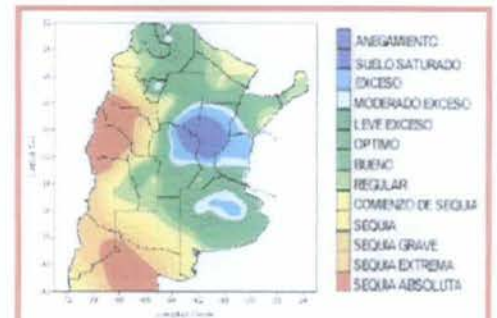 ANEGAMIENTO
SUELO SATURADO
EXCESO
MODERADO EXCESO
LEVE EXCESO
OPTIMO
BUENO
REGULAR
COMIENZO DE SEQUIA
SEQUIA
SEQUIA GRAVE
SEQUIA EXTREMA
SEQUIA ABSOLUTA